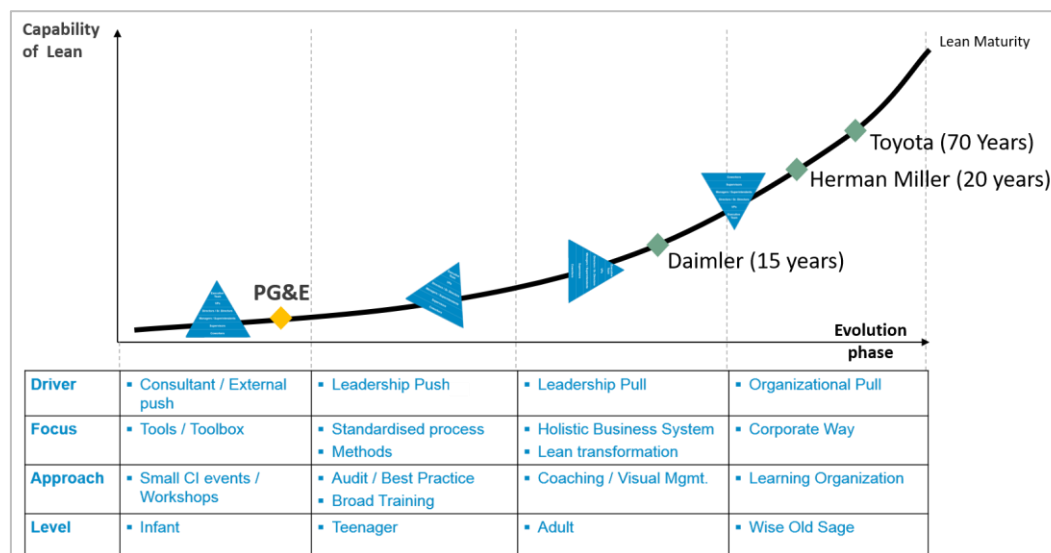 Capability
of Lean
Lean Maturity
Toyota (70 Years)
Herman Miller (20 years)
Daimler (15 years)
PG&E
Evolution
phase
Driver
▪ Consultant / External
push
▪ Leadership Push
▪ Leadership Pull
▪ Organizational Pull
Focus
▪ Tools / Toolbox
▪ Standardised process
▪ Methods
▪ Holistic Business System
▪ Lean transformation
▪ Corporate Way
Approach
▪ Small CI events /
Workshops
▪ Audit / Best Practice
▪ Broad Training
▪ Coaching / Visual Mgmt.
▪ Learning Organization
Level
▪ Infant
▪ Teenager
▪ Adult
▪ Wise Old Sage